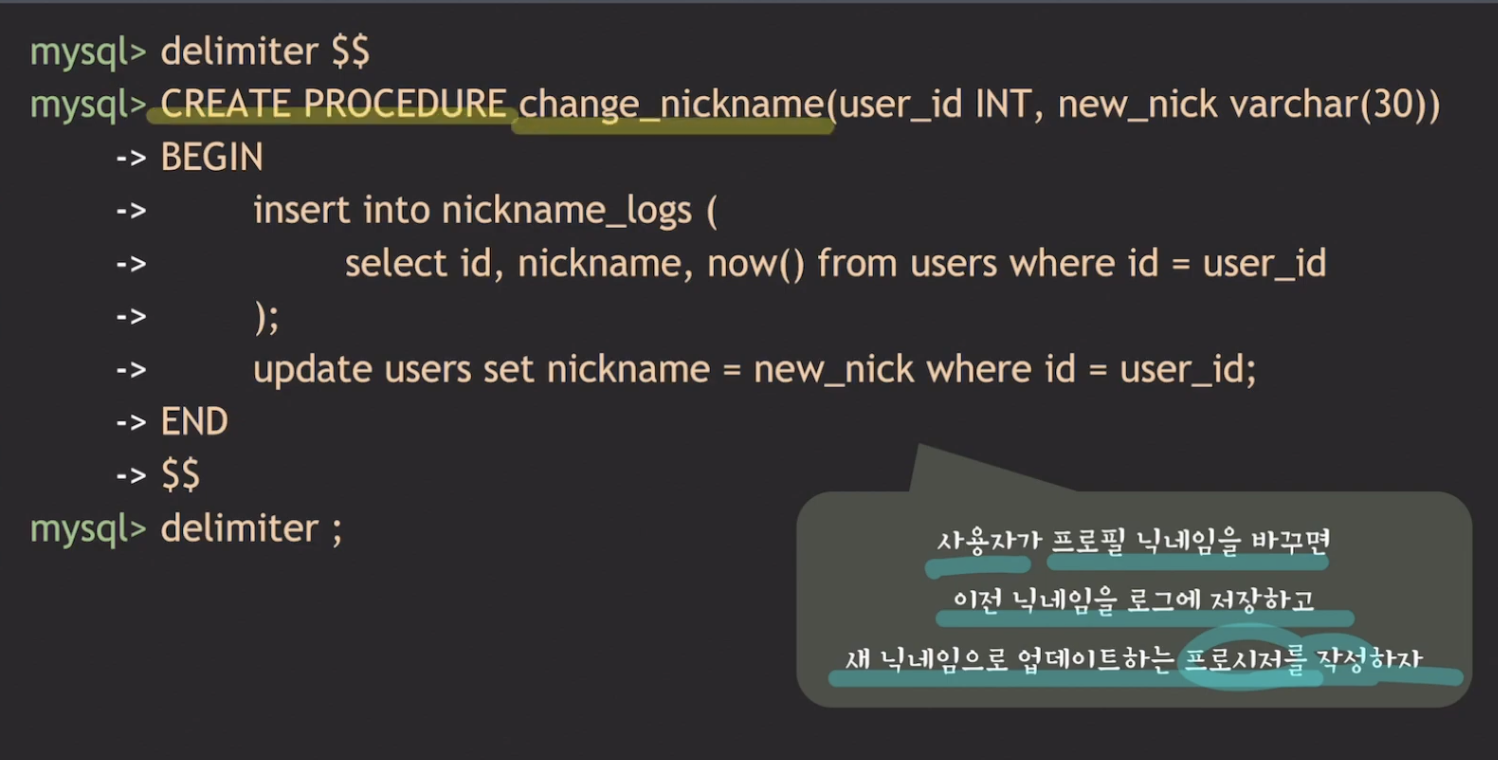 mysql> delimiter $$
mysql> CREATE PROCEDURE change_nickname(user_id INT, new_nick varchar(30))
-> BEGIN
-> insert into nickname_logs (
-> select id, nickname, now() from users where id = user_id
-> );
-> update users set nickname = new_nick where id = user_id;
-> END
-> $$
mysql> delimiter ;
사용자가 프로필 닉네임을 바꾸면
이전 닉네임을 로그에 저장하고
새 닉네임으로 업데이트하는 프로시저를 작성하자